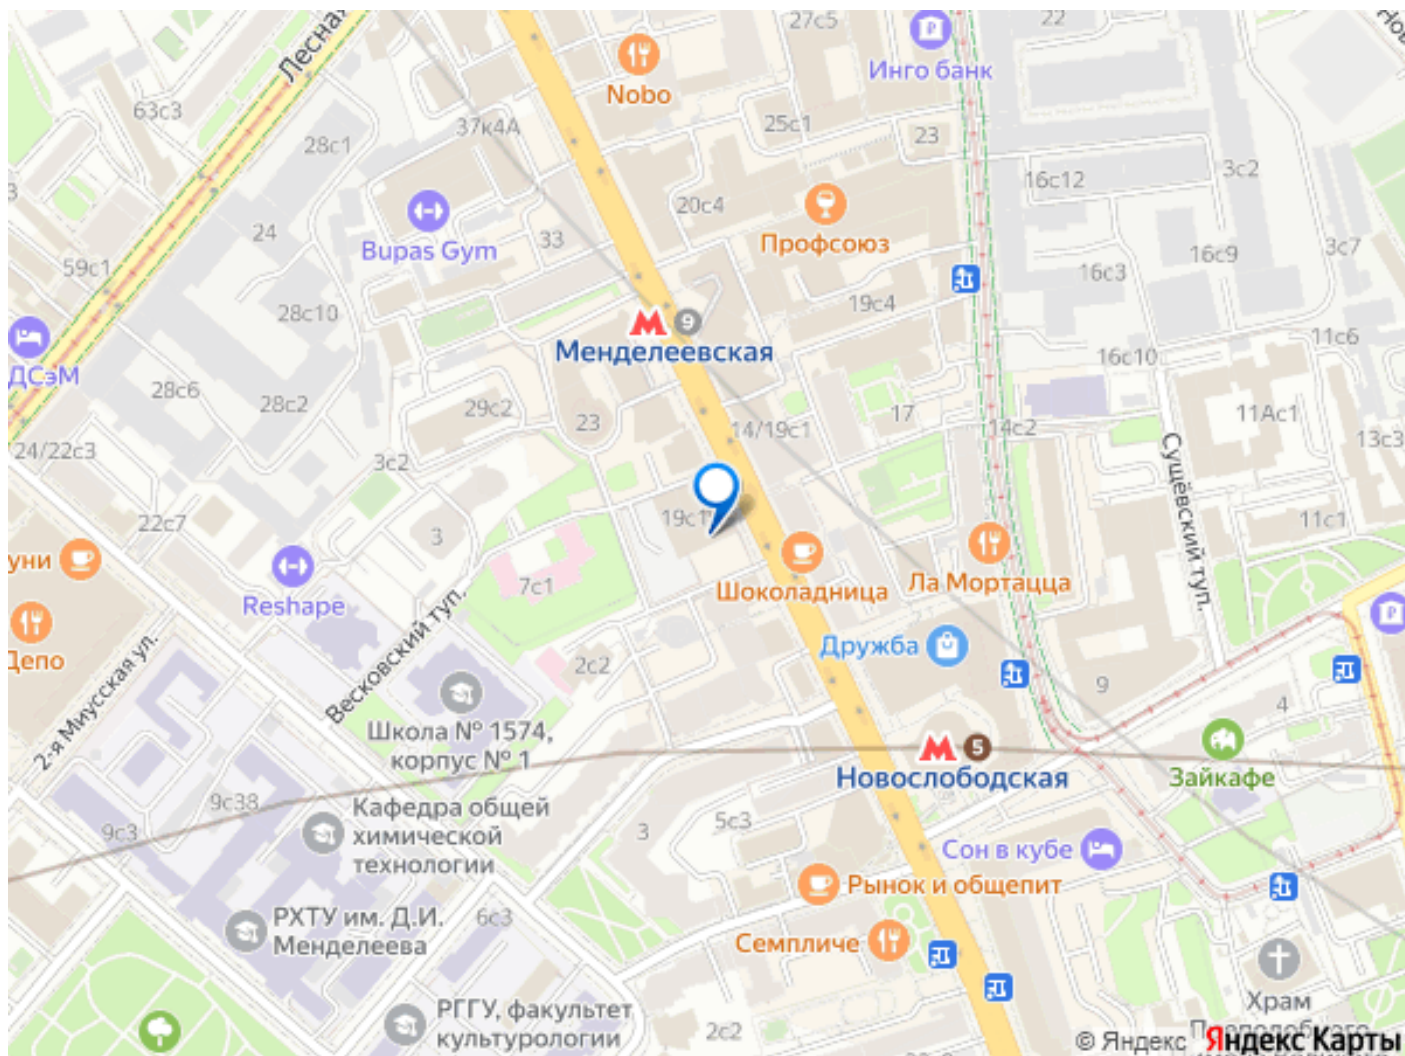 Лесная
27с5
22
Инго банк
Nobo
63с3
37к4А
25с1
23
28с1
3с2
16с12
20с4
Профсоюз
24
33
Bupas Gym
59с1
16с9
3с7
16с3
28с10
19с4
9
Менделеевская
11с6
16с10
ДСэМ
28с6
28с2
29с2
23
17
11Ас1
14/19с1
14с2
13с3
24/22с3
3с2
Сущёвский туп.
22с7
19с1
11с1
3
уни
7с1
Шоколадница
Ла Мортацца
Reshape
Весковский туп.
Депо
2-я Миусская ул.
Дружба
2с2
9
4
Школа № 1574,
корпус № 1
5
Новослободская
Зайкафе
9с38
9с3
Кафедра общей
химической
технологии
5с3
3
Сон в кубе
Рынок и общепит
РХТУ им. Д.И.
Менделеева
6с3
Семпличе
РГГУ, факультет
культурологии
2с2
Храм
© Яндекс Яндекс Карты